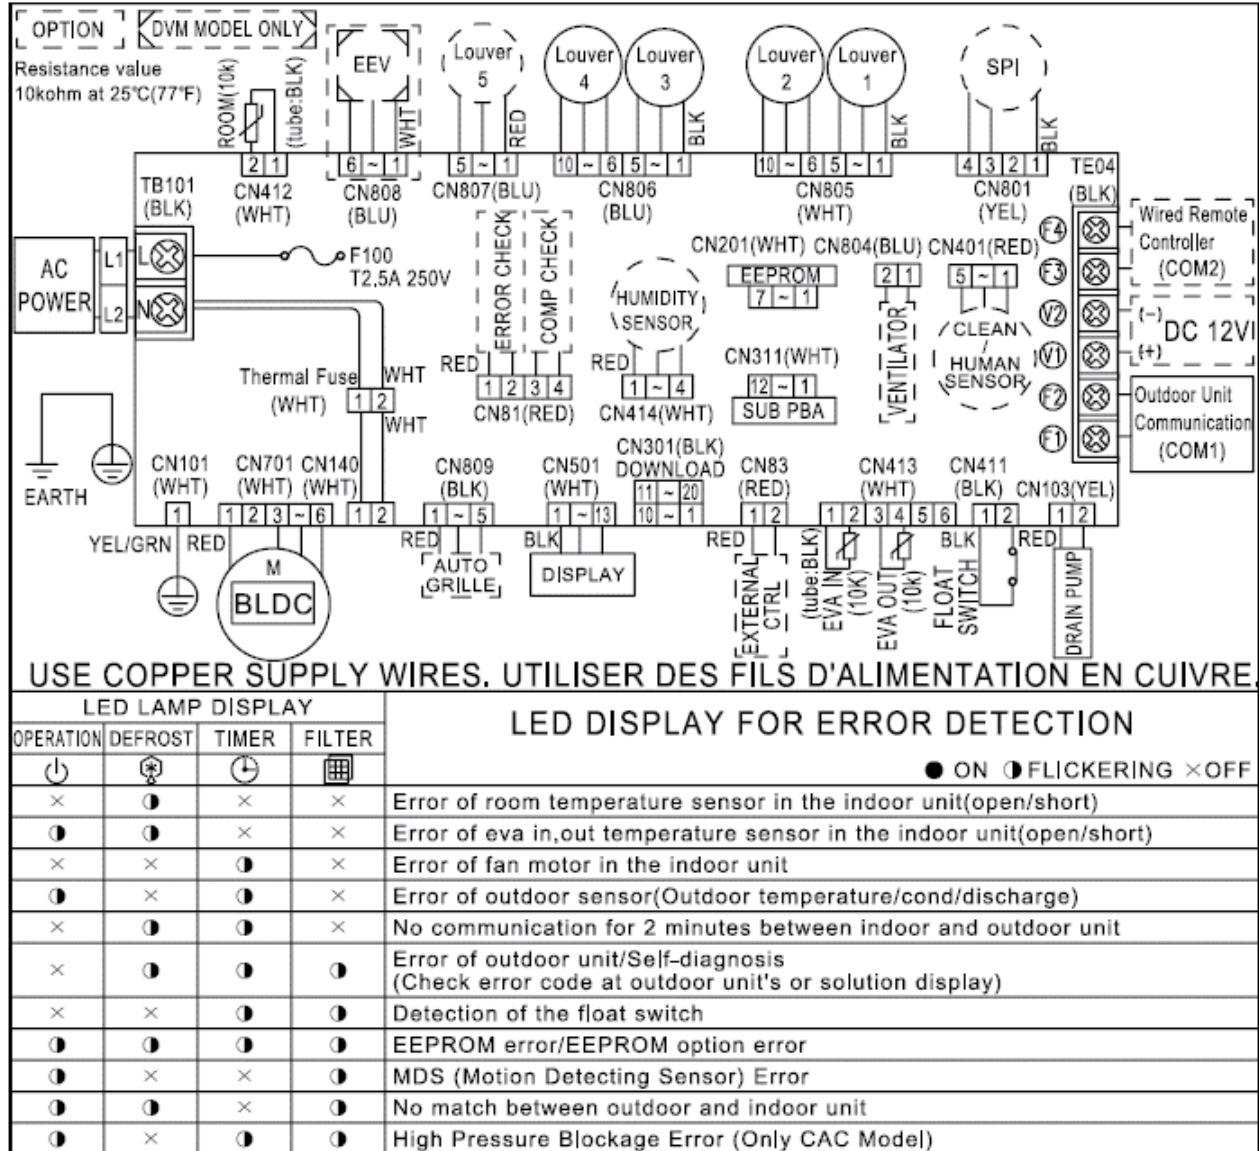 OPTION
DVM MODEL ONLY
Resistance value
10kohm at 25°C(77°F)
ROOM(10k)
(tube:BLK)
EEV
WHT
Louver
5
RED
Louver
4
Louver
3
BLK
Louver
2
Louver
1
BLK
SPI
BLK
2 1
6 ~ 1
5 ~ 1
10 ~ 6 5 ~ 1
10 ~ 6 5 ~ 1
4 3 2 1
TB101
(BLK)
CN412
(WHT)
CN808
(BLU)
CN807(BLU)
CN806
(BLU)
CN805
(WHT)
CN801
(YEL)
TE04
(BLK)
AC
POWER
L1
L2
L
N
F100
T2.5A 250V
ERROR CHECK
COMP CHECK
RED
1 2 3 4
CN81(RED)
HUMIDITY
SENSOR
RED
1 ~ 4
CN414(WHT)
CN201(WHT)
EEPROM
7 ~ 1
CN311(WHT)
12 ~ 1
SUB PBA
CN804(BLU)
2 1
VENTILATOR
CN401(RED)
5 ~ 1
CLEAN
/
HUMAN
SENSOR
F4
F3
V2
V1
F2
F1
Wired Remote
Controller
(COM2)
(-)
DC 12V
(+)
Outdoor Unit
Communication
(COM1)
Thermal Fuse
(WHT)
WHT
1 2
WHT
EARTH
CN101
(WHT)
CN701
(WHT)
CN140
(WHT)
CN809
(BLK)
CN501
(WHT)
CN301(BLK)
DOWNLOAD
11 ~ 20
10 ~ 1
CN83
(RED)
CN413
(WHT)
CN411
(BLK)
CN103(YEL)
1
1 2 3 ~ 6
1 2
1 ~ 5
1 ~ 13
1 2
1 2 3 4 5 6
1 2
1 2
YEL/GRN
RED
M
BLDC
RED
AUTO
GRILLE
BLK
DISPLAY
RED
EXTERNAL
CTRL
(tube:BLK)
EVA IN
(10K)
EVA OUT
(10k)
FLOAT
SWITCH
BLK
RED
DRAIN PUMP
USE COPPER SUPPLY WIRES. UTILISER DES FILS D'ALIMENTATION EN CUIVRE.
LED LAMP DISPLAY
LED DISPLAY FOR ERROR DETECTION
OPERATION DEFROST TIMER FILTER
● ON ◑ FLICKERING ×OFF
× ◑ × × Error of room temperature sensor in the indoor unit(open/short)
◑ ◑ × × Error of eva in,out temperature sensor in the indoor unit(open/short)
× × ◑ × Error of fan motor in the indoor unit
◑ × ◑ × Error of outdoor sensor(Outdoor temperature/cond/discharge)
× ◑ ◑ × No communication for 2 minutes between indoor and outdoor unit
× ◑ ◑ ◑ Error of outdoor unit/Self-diagnosis
(Check error code at outdoor unit's or solution display)
× × ◑ ◑ Detection of the float switch
◑ ◑ ◑ ◑ EEPROM error/EEPROM option error
◑ × × ◑ MDS (Motion Detecting Sensor) Error
◑ ◑ × ◑ No match between outdoor and indoor unit
◑ × ◑ ◑ High Pressure Blockage Error (Only CAC Model)